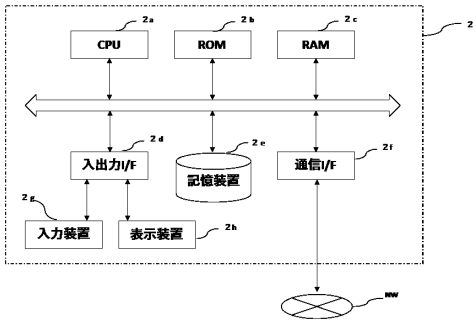 2
2a
CPU
2b
ROM
2c
RAM
2d
入出力I/F
2e
記憶装置
2f
通信I/F
2g
入力装置
2h
表示装置
NW